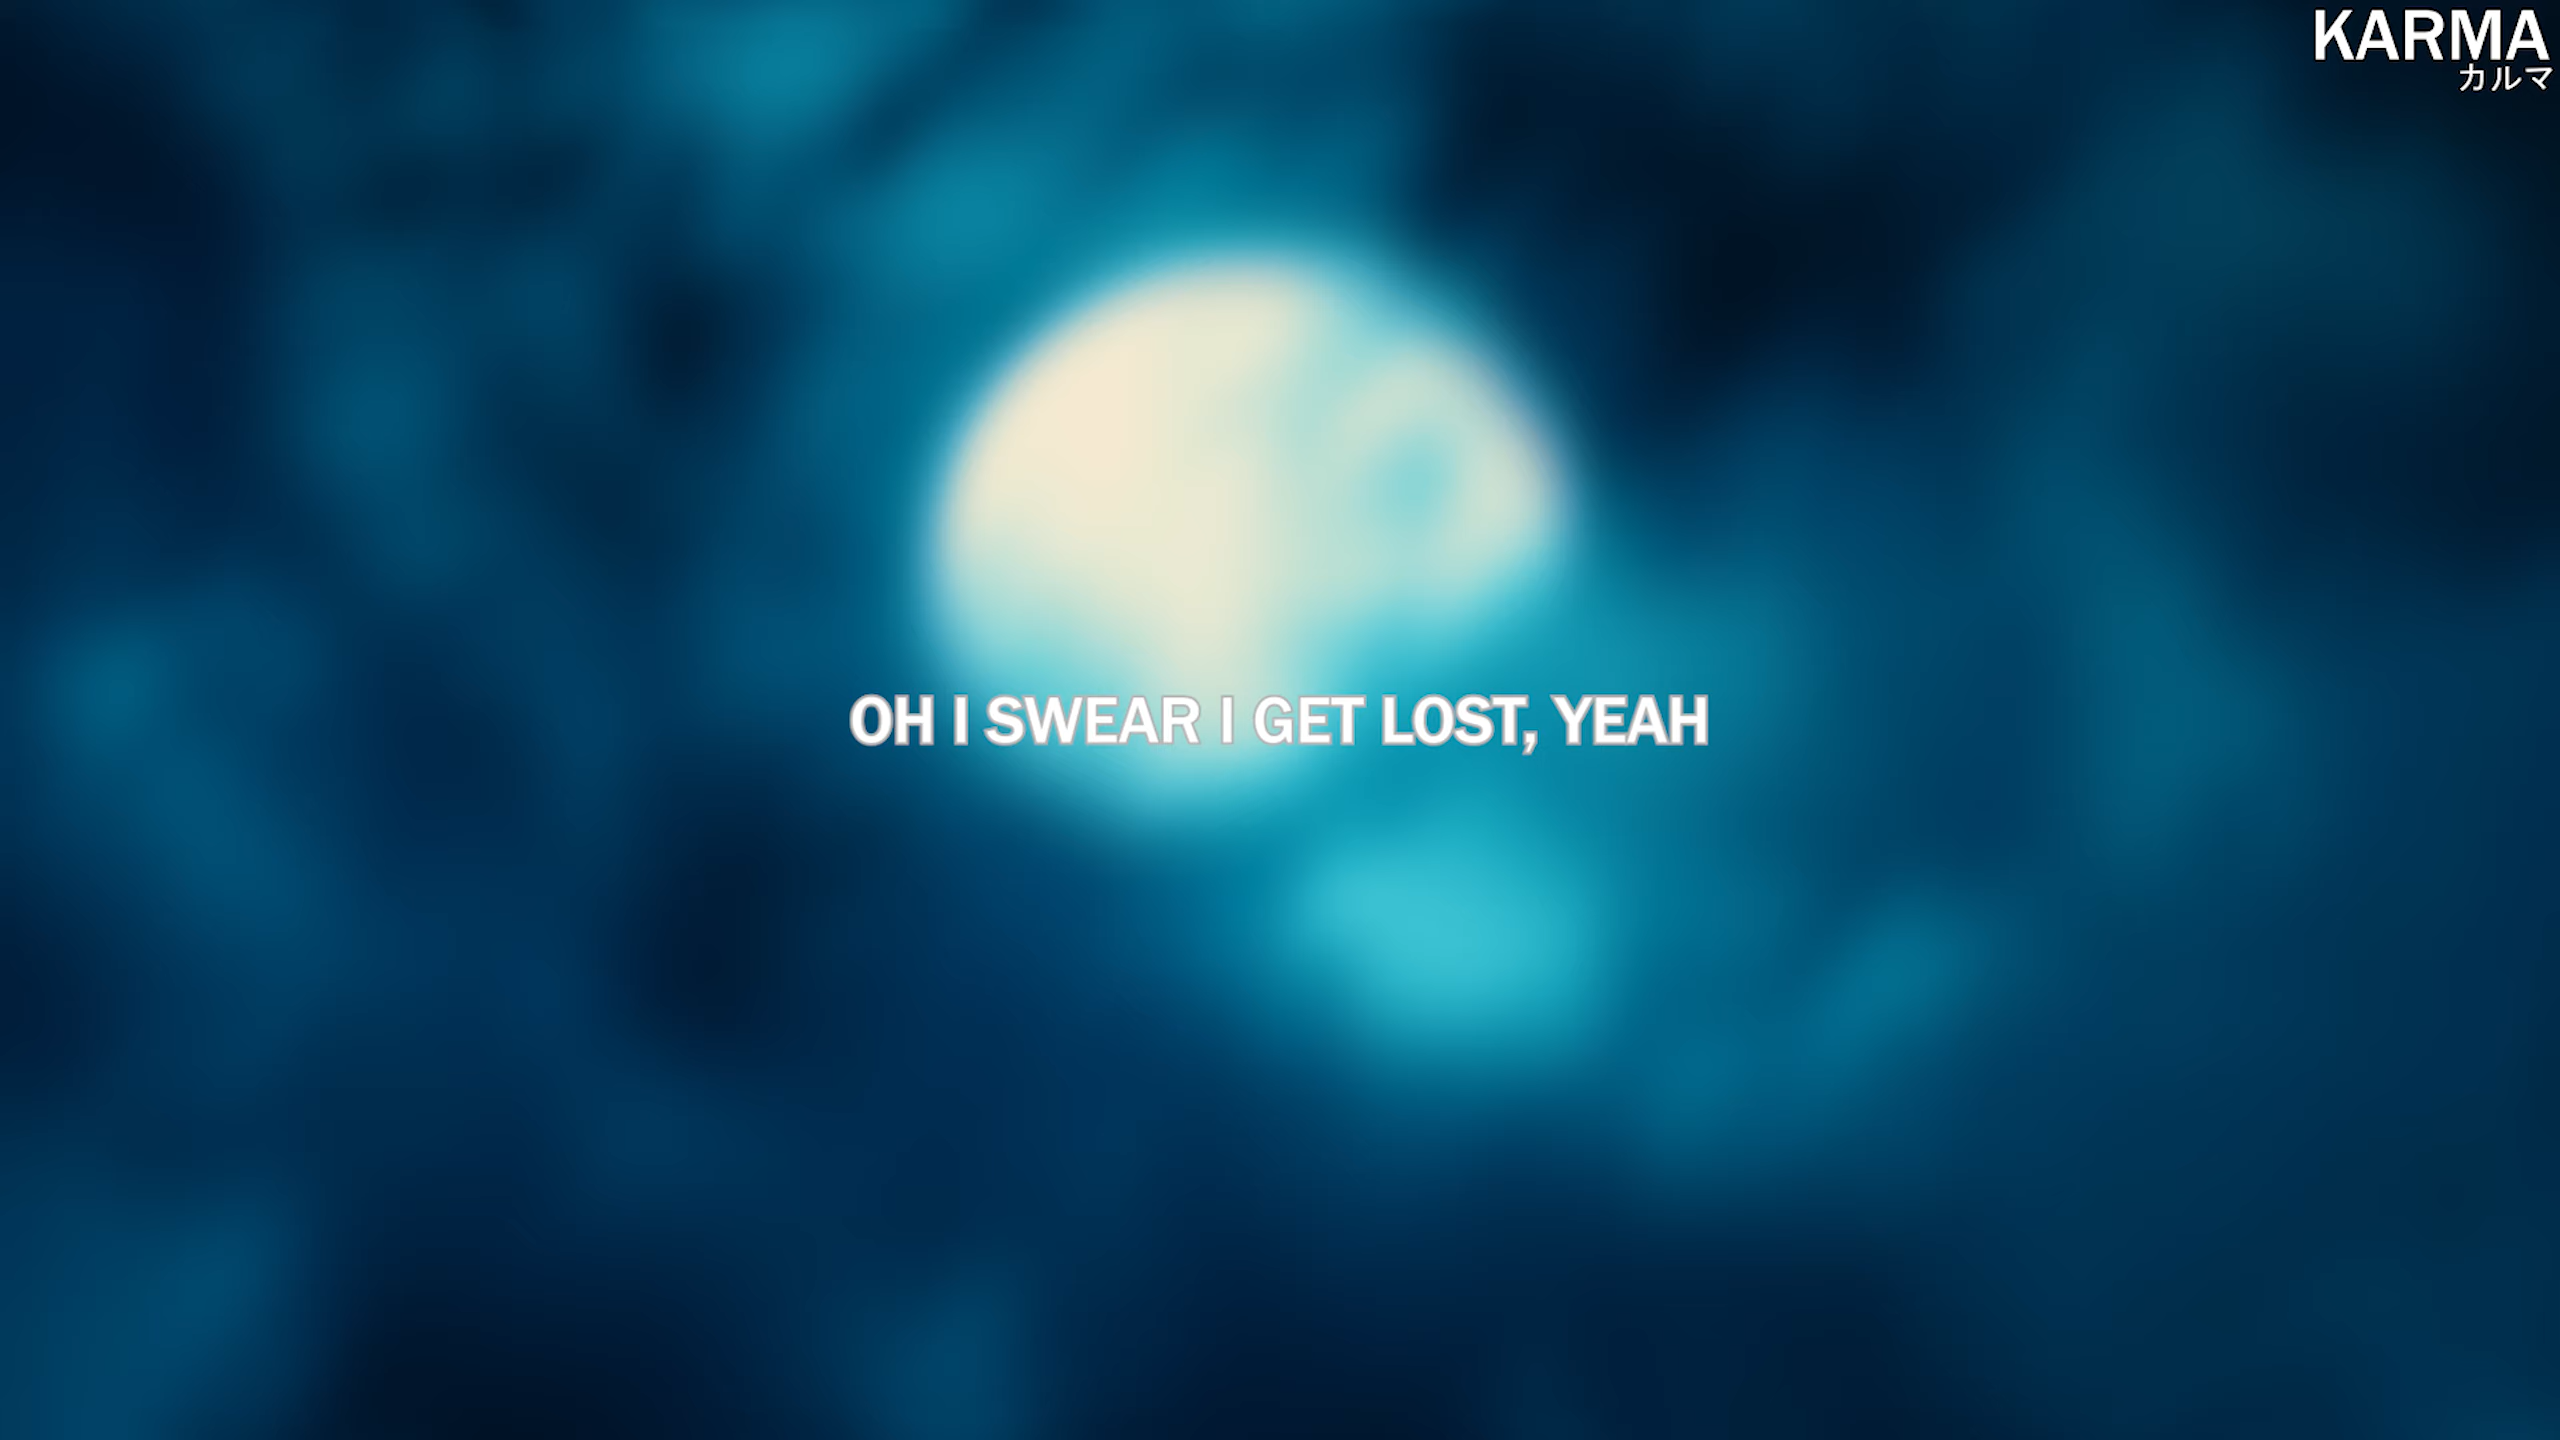 KARMA
カルマ
OH I SWEAR I GET LOST, YEAH